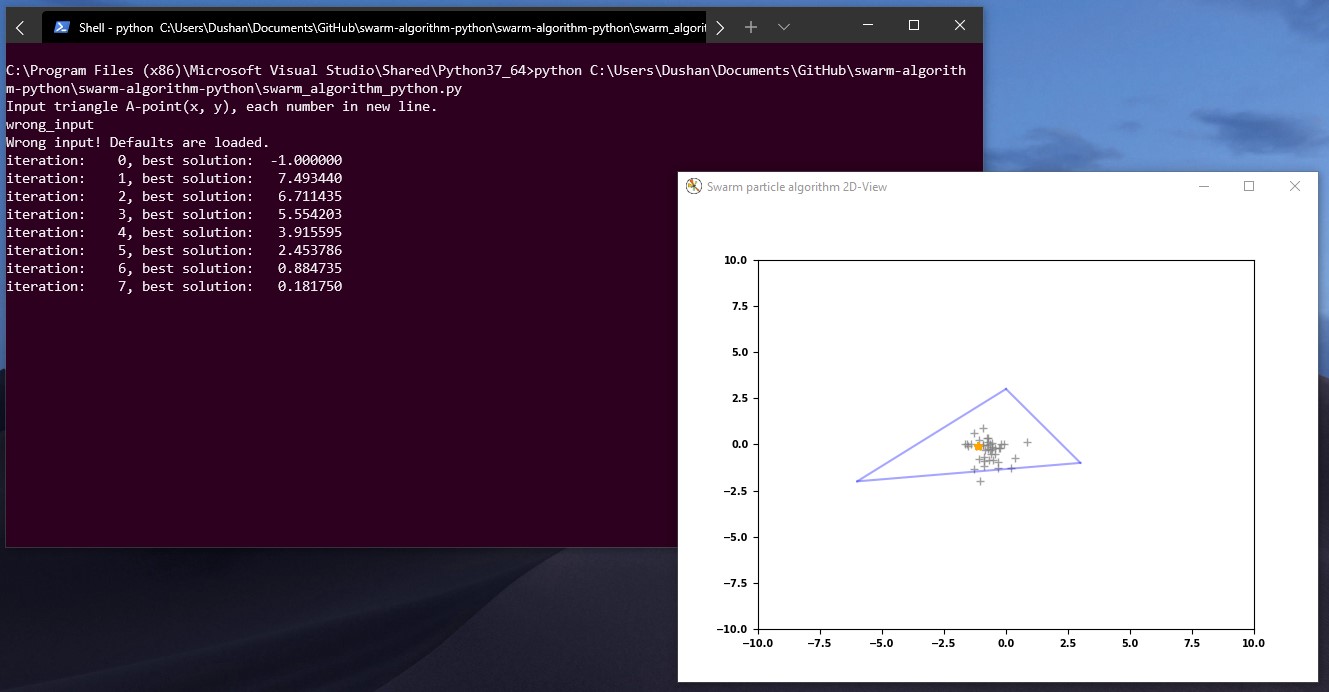 Shell - python  C:\Users\Dushan\Documents\GitHub\swarm-algorithm-python\swarm-algorithm-python\swarm_algorit
C:\Program Files (x86)\Microsoft Visual Studio\Shared\Python37_64>python C:\Users\Dushan\Documents\GitHub\swarm-algorith
m-python\swarm-algorithm-python\swarm_algorithm_python.py
Input triangle A-point(x, y), each number in new line.
wrong_input
Wrong input! Defaults are loaded.
iteration:    0, best solution:  -1.000000
iteration:    1, best solution:   7.493440
iteration:    2, best solution:   6.711435
iteration:    3, best solution:   5.554203
iteration:    4, best solution:   3.915595
iteration:    5, best solution:   2.453786
iteration:    6, best solution:   0.884735
iteration:    7, best solution:   0.181750
Swarm particle algorithm 2D-View
10.0
7.5
5.0
2.5
0.0
−2.5
−5.0
−7.5
−10.0
−10.0 −7.5 −5.0 −2.5 0.0 2.5 5.0 7.5 10.0